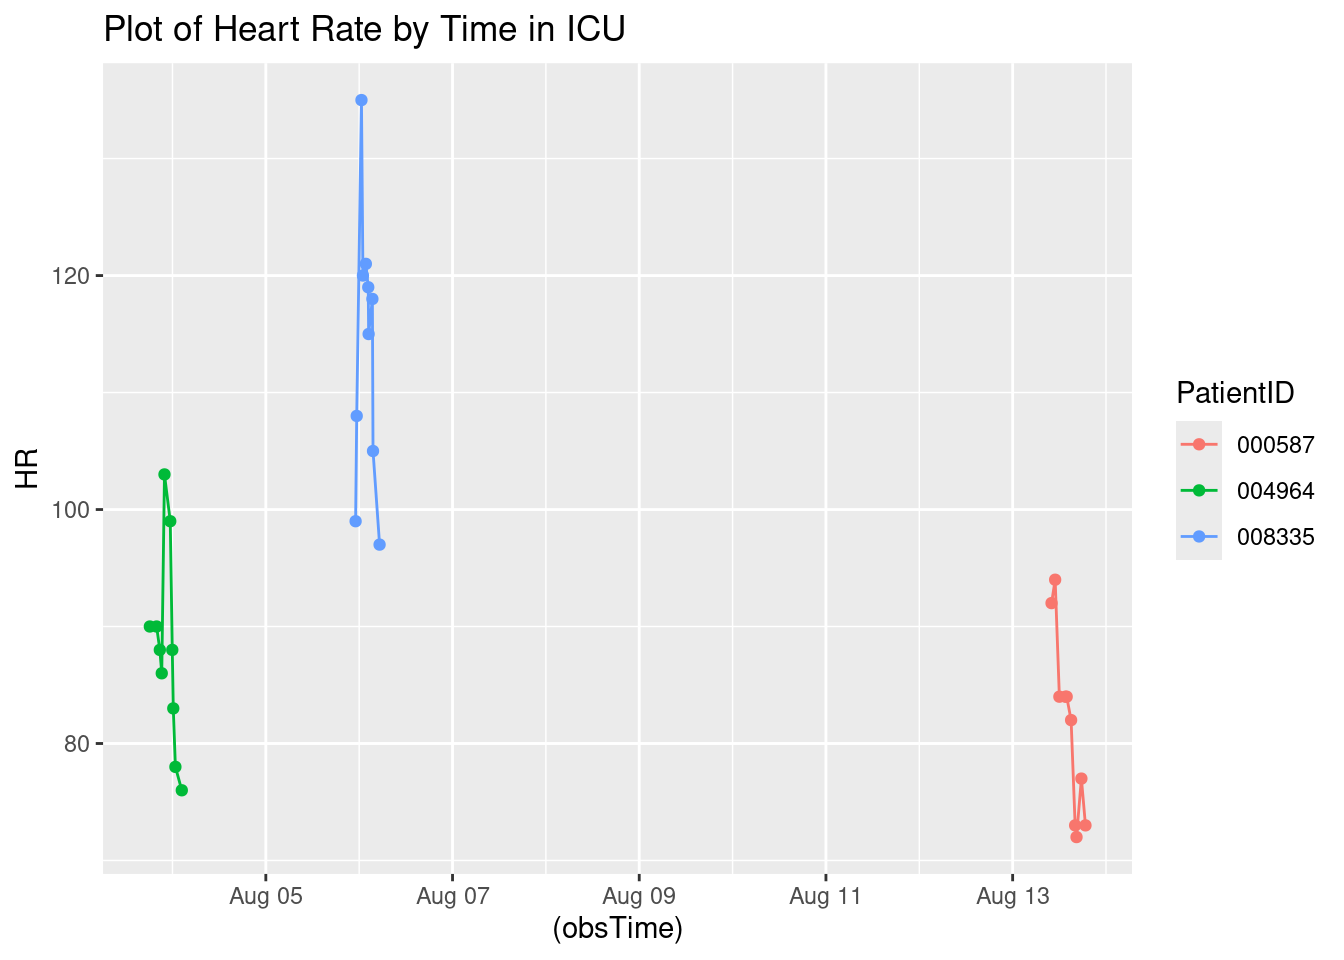 Plot of Heart Rate by Time in ICU
120
100
80
HR
Aug 05 Aug 07 Aug 09 Aug 11 Aug 13
(obsTime)
PatientID
000587
004964
008335